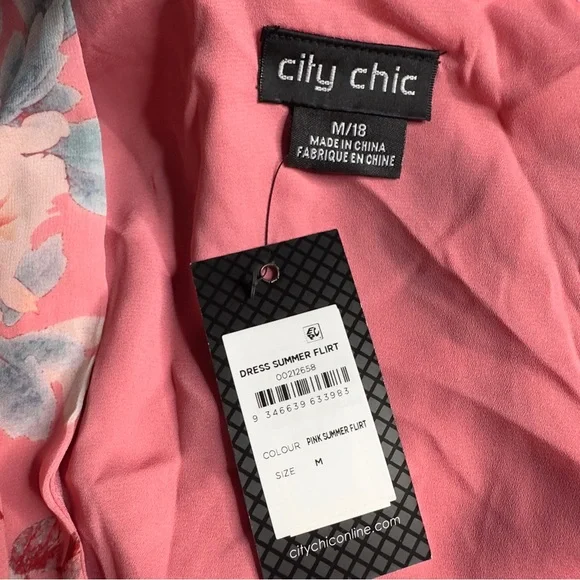 city chic
M/18
MADE IN CHINA
FABRIQUE EN CHINE
DRESS SUMMER FLIRT
00212658
9 346639 633983
COLOUR PINK SUMMER FLIRT
SIZE M
citychiconline.com